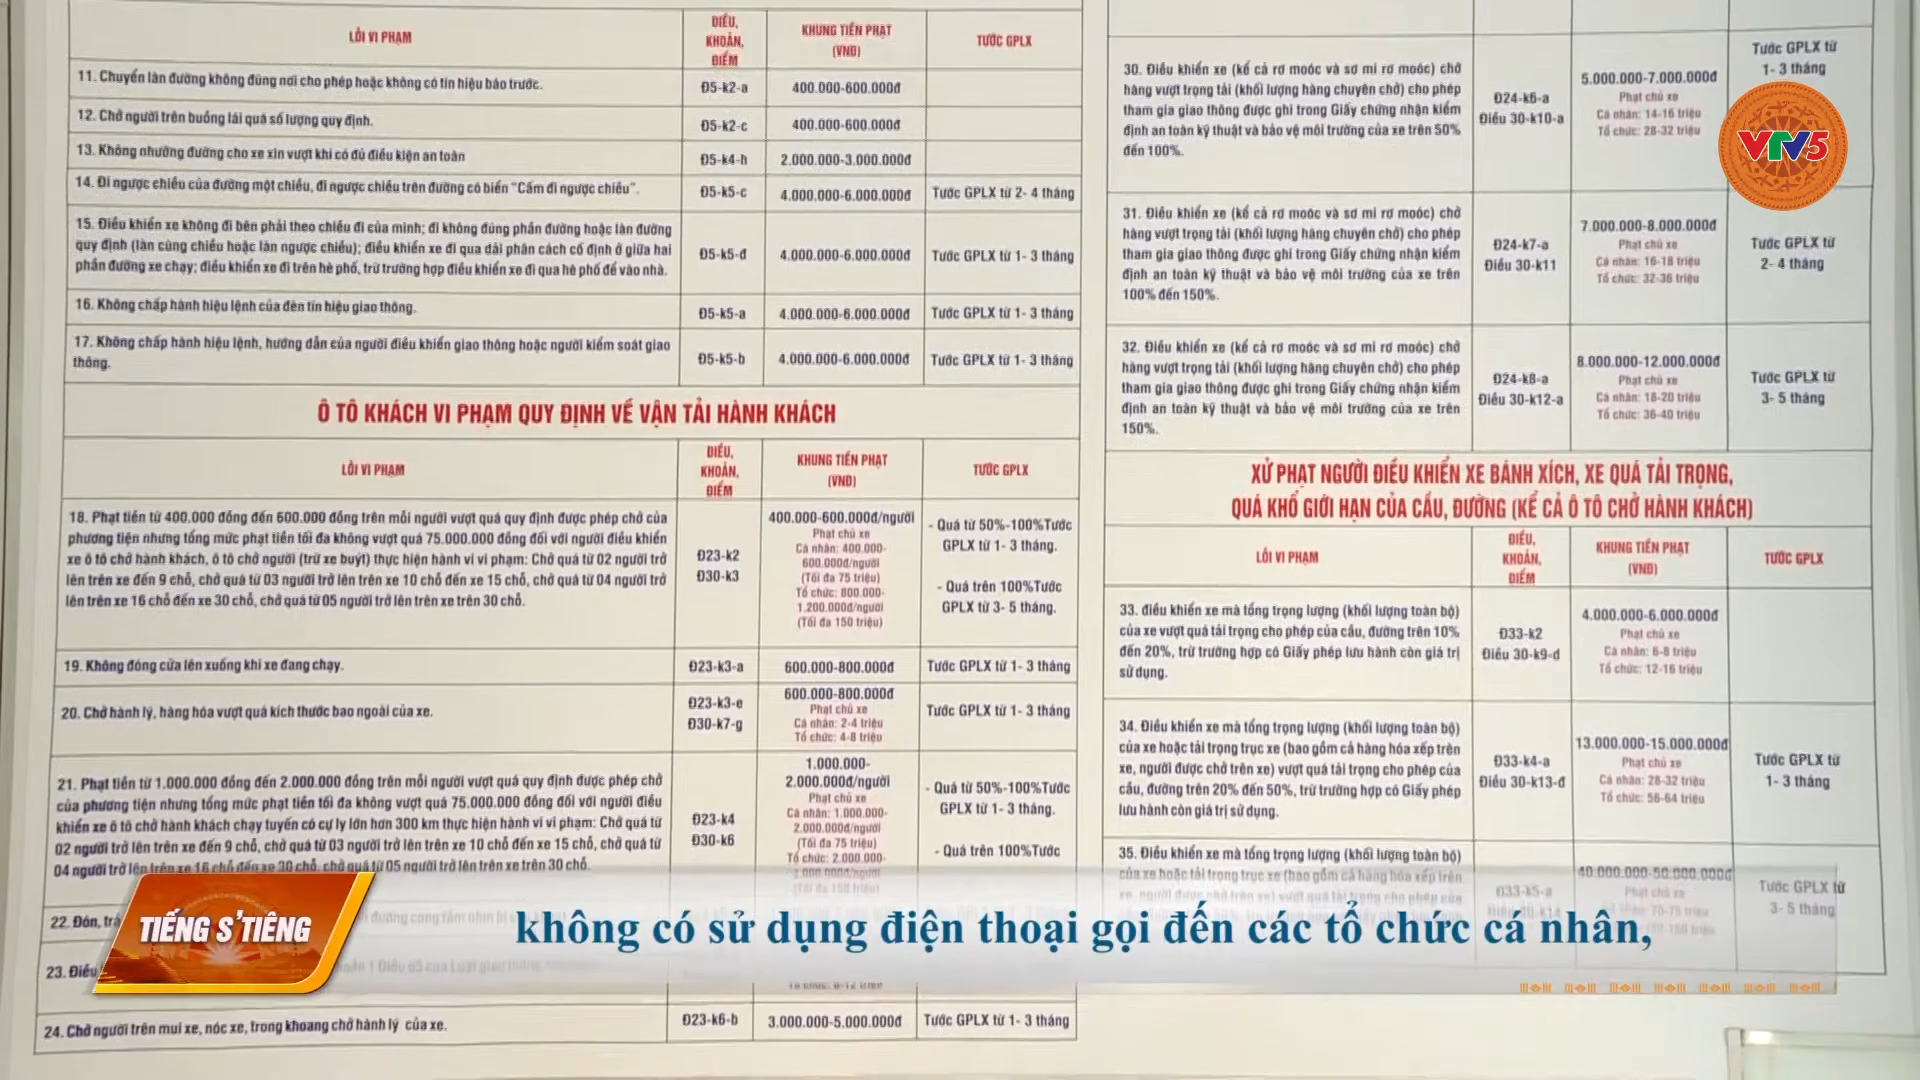 LỖI VI PHẠM
ĐIỀU,
KHOẢN,
ĐIỂM
KHUNG TIỀN PHẠT
(VNĐ)
TƯỚC GPLX
11. Chuyển làn đường không đúng nơi cho phép hoặc không có tín hiệu báo trước.
Đ5-k2-a
400.000-600.000đ
12. Chở người trên buồng lái quá số lượng quy định.
Đ5-k2-c
400.000-600.000đ
13. Không nhường đường cho xe xin vượt khi có đủ điều kiện an toàn
Đ5-k4-h
2.000.000-3.000.000đ
14. Đi ngược chiều của đường một chiều, đi ngược chiều trên đường có biển "Cấm đi ngược chiều".
Đ5-k5-c
4.000.000-6.000.000đ
Tước GPLX từ 2- 4 tháng
15. Điều khiển xe không đi bên phải theo chiều đi của mình; đi không đúng phần đường hoặc làn đường
quy định (làn cùng chiều hoặc làn ngược chiều); điều khiển xe đi qua dải phân cách cố định ở giữa hai
phần đường xe chạy; điều khiển xe đi trên hè phố, trừ trường hợp điều khiển xe đi qua hè phố để vào nhà.
Đ5-k5-đ
4.000.000-6.000.000đ
Tước GPLX từ 1- 3 tháng
16. Không chấp hành hiệu lệnh của đèn tín hiệu giao thông.
Đ5-k5-a
4.000.000-6.000.000đ
Tước GPLX từ 1- 3 tháng
17. Không chấp hành hiệu lệnh, hướng dẫn của người điều khiển giao thông hoặc người kiểm soát giao
thông.
Đ5-k5-b
4.000.000-6.000.000đ
Tước GPLX từ 1- 3 tháng
Ô TÔ KHÁCH VI PHẠM QUY ĐỊNH VỀ VẬN TẢI HÀNH KHÁCH
LỖI VI PHẠM
ĐIỀU,
KHOẢN,
ĐIỂM
KHUNG TIỀN PHẠT
(VNĐ)
TƯỚC GPLX
18. Phạt tiền từ 400.000 đồng đến 600.000 đồng trên mỗi người vượt quá quy định được phép chở của
phương tiện nhưng tổng mức phạt tiền tối đa không vượt quá 75.000.000 đồng đối với người điều khiển
xe ô tô chở hành khách, ô tô chở người (trừ xe buýt) thực hiện hành vi vi phạm: Chở quá từ 02 người trở
lên trên xe đến 9 chỗ, chở quá từ 03 người trở lên trên xe 10 chỗ đến xe 15 chỗ, chở quá từ 04 người trở
lên trên xe 16 chỗ đến xe 30 chỗ, chở quá từ 05 người trở lên trên xe trên 30 chỗ.
Đ23-k2
Đ30-k3
400.000-600.000đ/người
Phạt chủ xe
Cá nhân: 400.000-
600.000đ/người
(Tối đa 75 triệu)
Tổ chức: 800.000-
1.200.000đ/người
(Tối đa 150 triệu)
- Quá từ 50%-100%Tước
GPLX từ 1- 3 tháng.
- Quá trên 100%Tước
GPLX từ 3- 5 tháng.
19. Không đóng cửa lên xuống khi xe đang chạy.
Đ23-k3-a
600.000-800.000đ
Tước GPLX từ 1- 3 tháng
20. Chở hành lý, hàng hóa vượt quá kích thước bao ngoài của xe.
Đ23-k3-e
Đ30-k7-g
600.000-800.000đ
Phạt chủ xe
Cá nhân: 2-4 triệu
Tổ chức: 4-8 triệu
Tước GPLX từ 1- 3 tháng
21. Phạt tiền từ 1.000.000 đồng đến 2.000.000 đồng trên mỗi người vượt quá quy định được phép chở
của phương tiện nhưng tổng mức phạt tiền tối đa không vượt quá 75.000.000 đồng đối với người điều
khiển xe ô tô chở hành khách chạy tuyến có cự ly lớn hơn 300 km thực hiện hành vi vi phạm: Chở quá từ
02 người trở lên trên xe đến 9 chỗ, chở quá từ 03 người trở lên trên xe 10 chỗ đến xe 15 chỗ, chở quá từ
04 người trở lên trên xe 16 chỗ đến xe 30 chỗ, chở quá từ 05 người trở lên trên xe trên 30 chỗ.
Đ23-k4
Đ30-k6
1.000.000-
2.000.000đ/người
Phạt chủ xe
Cá nhân: 1.000.000-
2.000.000đ/người
(Tối đa 75 triệu)
Tổ chức: 2.000.000-
- Quá từ 50%-100%Tước
GPLX từ 1- 3 tháng.
- Quá trên 100%Tước
22. Đón, trả
23. Điều
24. Chở người trên mui xe, nóc xe, trong khoang chở hành lý của xe.
Đ23-k6-b
3.000.000-5.000.000đ
Tước GPLX từ 1- 3 tháng
30. Điều khiển xe (kể cả rơ moóc và sơ mi rơ moóc) chở
hàng vượt trọng tải (khối lượng hàng chuyên chở) cho phép
tham gia giao thông được ghi trong Giấy chứng nhận kiểm
định an toàn kỹ thuật và bảo vệ môi trường của xe trên 50%
đến 100%.
Đ24-k6-a
Điều 30-k10-a
5.000.000-7.000.000đ
Phạt chủ xe
Cá nhân: 14-16 triệu
Tổ chức: 28-32 triệu
Tước GPLX từ
1- 3 tháng
31. Điều khiển xe (kể cả rơ moóc và sơ mi rơ moóc) chở
hàng vượt trọng tải (khối lượng hàng chuyên chở) cho phép
tham gia giao thông được ghi trong Giấy chứng nhận kiểm
định an toàn kỹ thuật và bảo vệ môi trường của xe trên
100% đến 150%.
Đ24-k7-a
Điều 30-k11
7.000.000-8.000.000đ
Phạt chủ xe
Cá nhân: 16-18 triệu
Tổ chức: 32-36 triệu
Tước GPLX từ
2- 4 tháng
32. Điều khiển xe (kể cả rơ moóc và sơ mi rơ moóc) chở
hàng vượt trọng tải (khối lượng hàng chuyên chở) cho phép
tham gia giao thông được ghi trong Giấy chứng nhận kiểm
định an toàn kỹ thuật và bảo vệ môi trường của xe trên
150%.
Đ24-k8-a
Điều 30-k12-a
8.000.000-12.000.000đ
Phạt chủ xe
Cá nhân: 18-20 triệu
Tổ chức: 36-40 triệu
Tước GPLX từ
3- 5 tháng
XỬ PHẠT NGƯỜI ĐIỀU KHIỂN XE BÁNH XÍCH, XE QUÁ TẢI TRỌNG,
QUÁ KHỔ GIỚI HẠN CỦA CẦU, ĐƯỜNG (KỂ CẢ Ô TÔ CHỞ HÀNH KHÁCH)
LỖI VI PHẠM
ĐIỀU,
KHOẢN,
ĐIỂM
KHUNG TIỀN PHẠT
(VNĐ)
TƯỚC GPLX
33. điều khiển xe mà tổng trọng lượng (khối lượng toàn bộ)
của xe vượt quá tải trọng cho phép của cầu, đường trên 10%
đến 20%, trừ trường hợp có Giấy phép lưu hành còn giá trị
sử dụng.
Đ33-k2
Điều 30-k9-d
4.000.000-6.000.000đ
Phạt chủ xe
Cá nhân: 6-8 triệu
Tổ chức: 12-16 triệu
34. Điều khiển xe mà tổng trọng lượng (khối lượng toàn bộ)
của xe hoặc tải trọng trục xe (bao gồm cả hàng hóa xếp trên
xe, người được chở trên xe) vượt quá tải trọng cho phép của
cầu, đường trên 20% đến 50%, trừ trường hợp có Giấy phép
lưu hành còn giá trị sử dụng.
Đ33-k4-a
Điều 30-k13-đ
13.000.000-15.000.000đ
Phạt chủ xe
Cá nhân: 28-32 triệu
Tổ chức: 56-64 triệu
Tước GPLX từ
1- 3 tháng
35. Điều khiển xe mà tổng trọng lượng (khối lượng toàn bộ)
của xe hoặc tải trọng trục xe (bao gồm cả hàng hóa xếp trên
Đ33-k5-a
40.000.000-50.000.000đ
Phạt chủ xe
Tước GPLX từ
3- 5 tháng
VTV5
TIẾNG S'TIÊNG
không có sử dụng điện thoại gọi đến các tổ chức cá nhân,